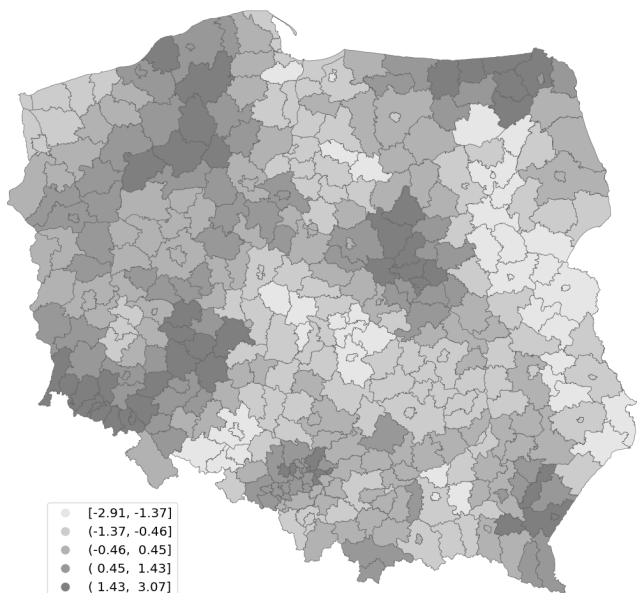 [-2.91, -1.37]
(-1.37, -0.46]
(-0.46,  0.45]
( 0.45,  1.43]
( 1.43,  3.07]